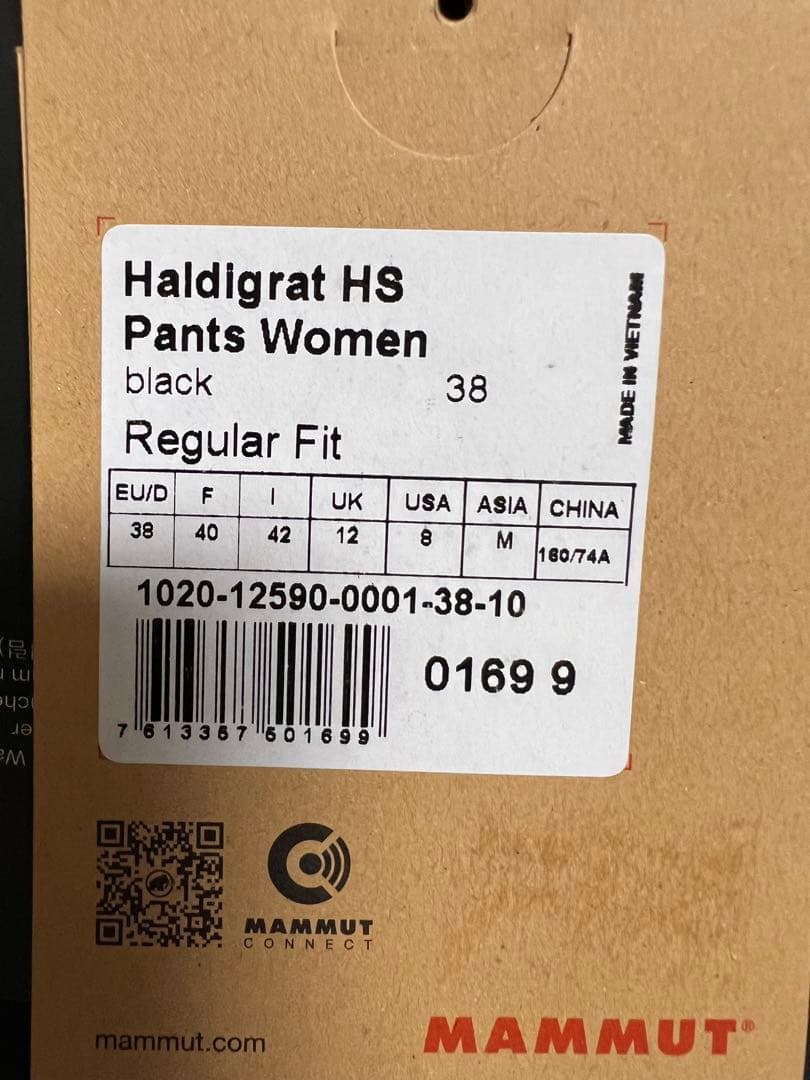 Haldigrat HS
Pants Women
black 38
Regular Fit
MADE IN VIETNAM
EU/D F I UK USA ASIA CHINA
38 40 42 12 8 M 160/74A
1020-12590-0001-38-10
0169 9
7 613357 501699
MAMMUT
CONNECT
mammut.com
MAMMUT®